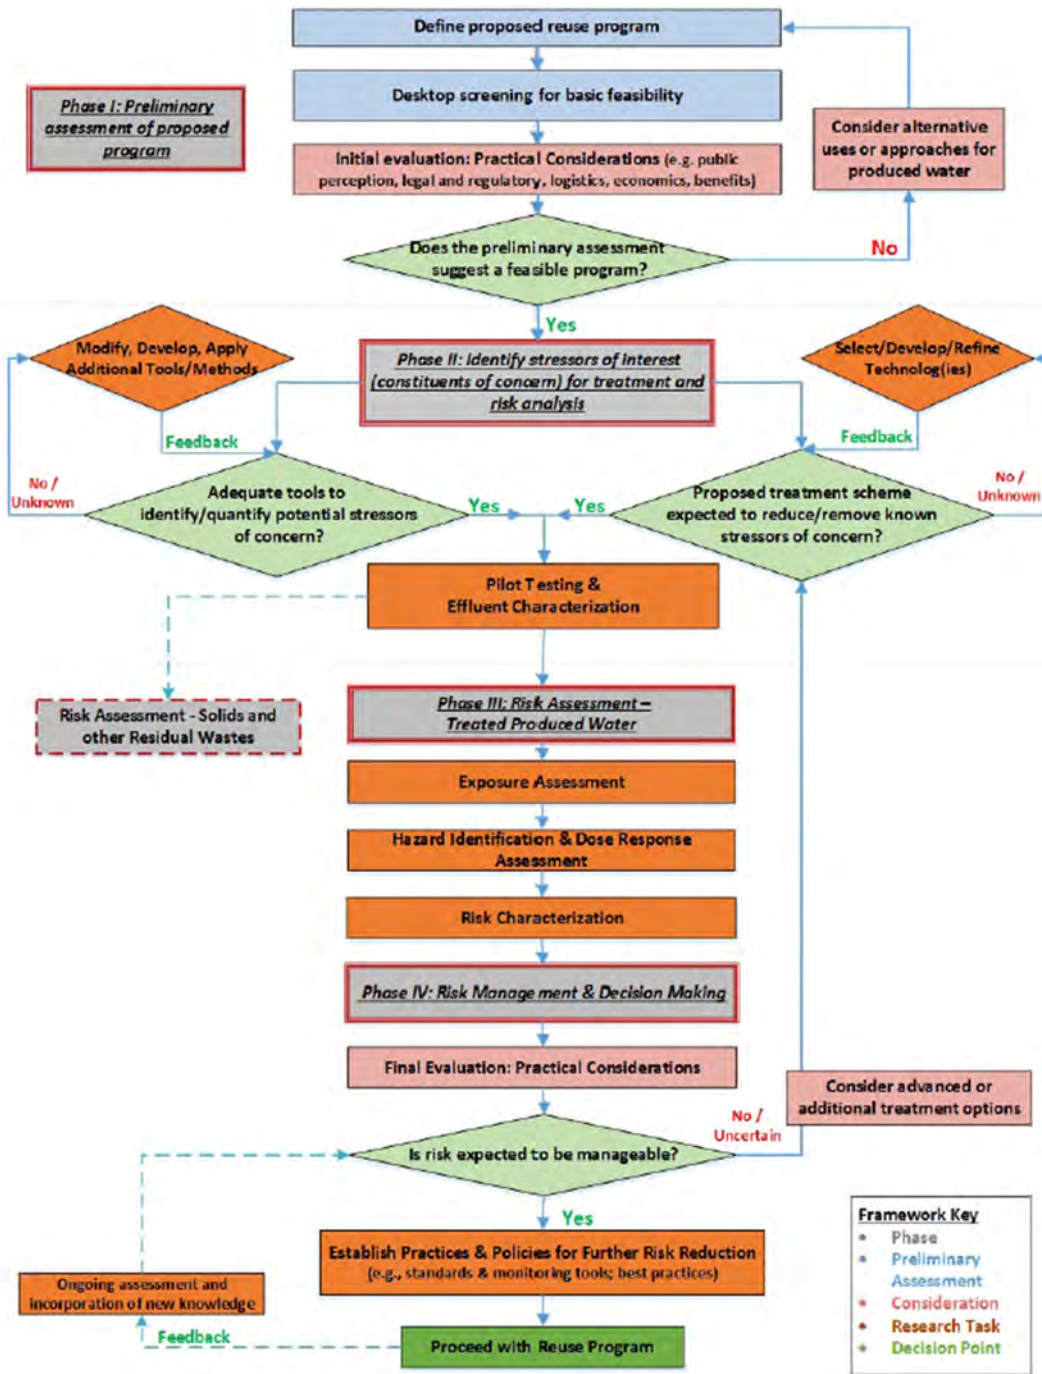 Define proposed reuse program
Desktop screening for basic feasibility
Phase I: Preliminary
assessment of proposed
program
Consider alternative
uses or approaches for
produced water
Initial evaluation: Practical Considerations (e.g. public
perception, legal and regulatory, logistics, economics, benefits)
Does the preliminary assessment
suggest a feasible program?
No
Yes
Modify, Develop, Apply
Additional Tools/Methods
Phase II: Identify stressors of interest
(constituents of concern) for treatment and
risk analysis
Select/Develop/Refine
Technolog(ies)
Feedback
Feedback
No /
Unknown
Adequate tools to
identify/quantify potential stressors
of concern?
Yes
Yes
Proposed treatment scheme
expected to reduce/remove known
stressors of concern?
No /
Unknown
Pilot Testing &
Effluent Characterization
Risk Assessment - Solids and
other Residual Wastes
Phase III: Risk Assessment –
Treated Produced Water
Exposure Assessment
Hazard Identification & Dose Response
Assessment
Risk Characterization
Phase IV: Risk Management & Decision Making
Final Evaluation: Practical Considerations
Consider advanced or
additional treatment options
No /
Uncertain
Is risk expected to be manageable?
Yes
Establish Practices & Policies for Further Risk Reduction
(e.g., standards & monitoring tools; best practices)
Ongoing assessment and
incorporation of new knowledge
Feedback
Proceed with Reuse Program
Framework Key
Phase
Preliminary
Assessment
Consideration
Research Task
Decision Point